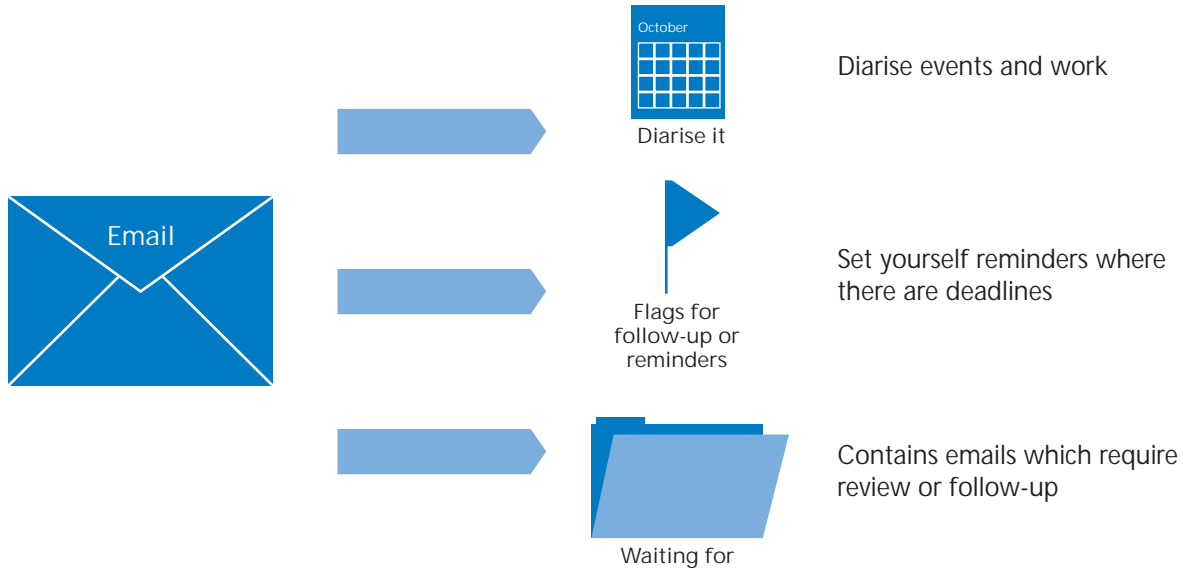 October
Diarise it
Diarise events and work
Email
Flags for
follow-up or
reminders
Set yourself reminders where
there are deadlines
Waiting for
Contains emails which require
review or follow-up